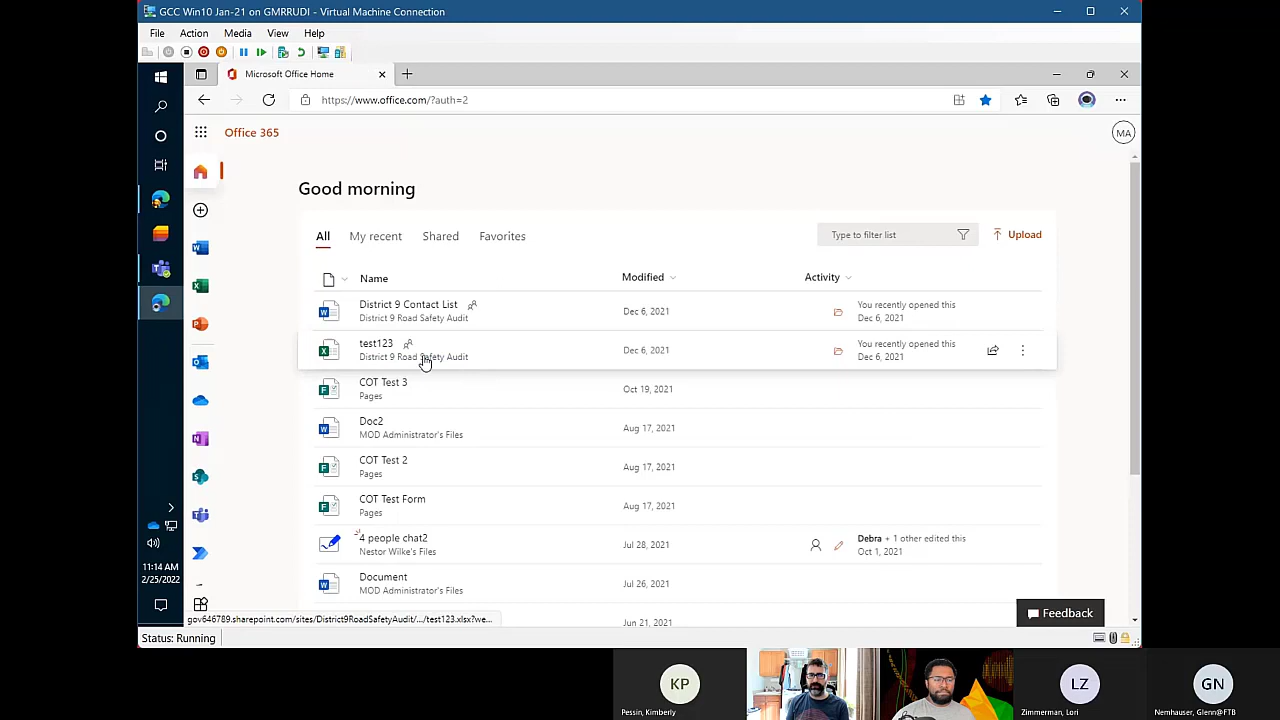 GCC Win10 Jan-21 on GMRRUDI - Virtual Machine Connection
File Action Media View Help
Microsoft Office Home
https://www.office.com/?auth=2
Office 365
MA
Good morning
All My recent Shared Favorites
Type to filter list
Upload
Name Modified Activity
District 9 Contact List
District 9 Road Safety Audit
Dec 6, 2021
You recently opened this
Dec 6, 2021
test123
District 9 Road Safety Audit
Dec 6, 2021
You recently opened this
Dec 6, 2021
COT Test 3
Pages
Oct 19, 2021
Doc2
MOD Administrator's Files
Aug 17, 2021
COT Test 2
Pages
Aug 17, 2021
COT Test Form
Pages
Aug 17, 2021
4 people chat2
Nestor Wilke's Files
Jul 28, 2021
Debra + 1 other edited this
Oct 1, 2021
Document
MOD Administrator's Files
Jul 26, 2021
Jun 21, 2021
Feedback
11:14 AM
2/25/2022
gov646789.sharepoint.com/sites/District9RoadSafetyAudit/.../test123.xlsx?we...
Status: Running
KP
Pessin, Kimberly
LZ
Zimmerman, Lori
GN
Nemhauser, Glenn@FTB